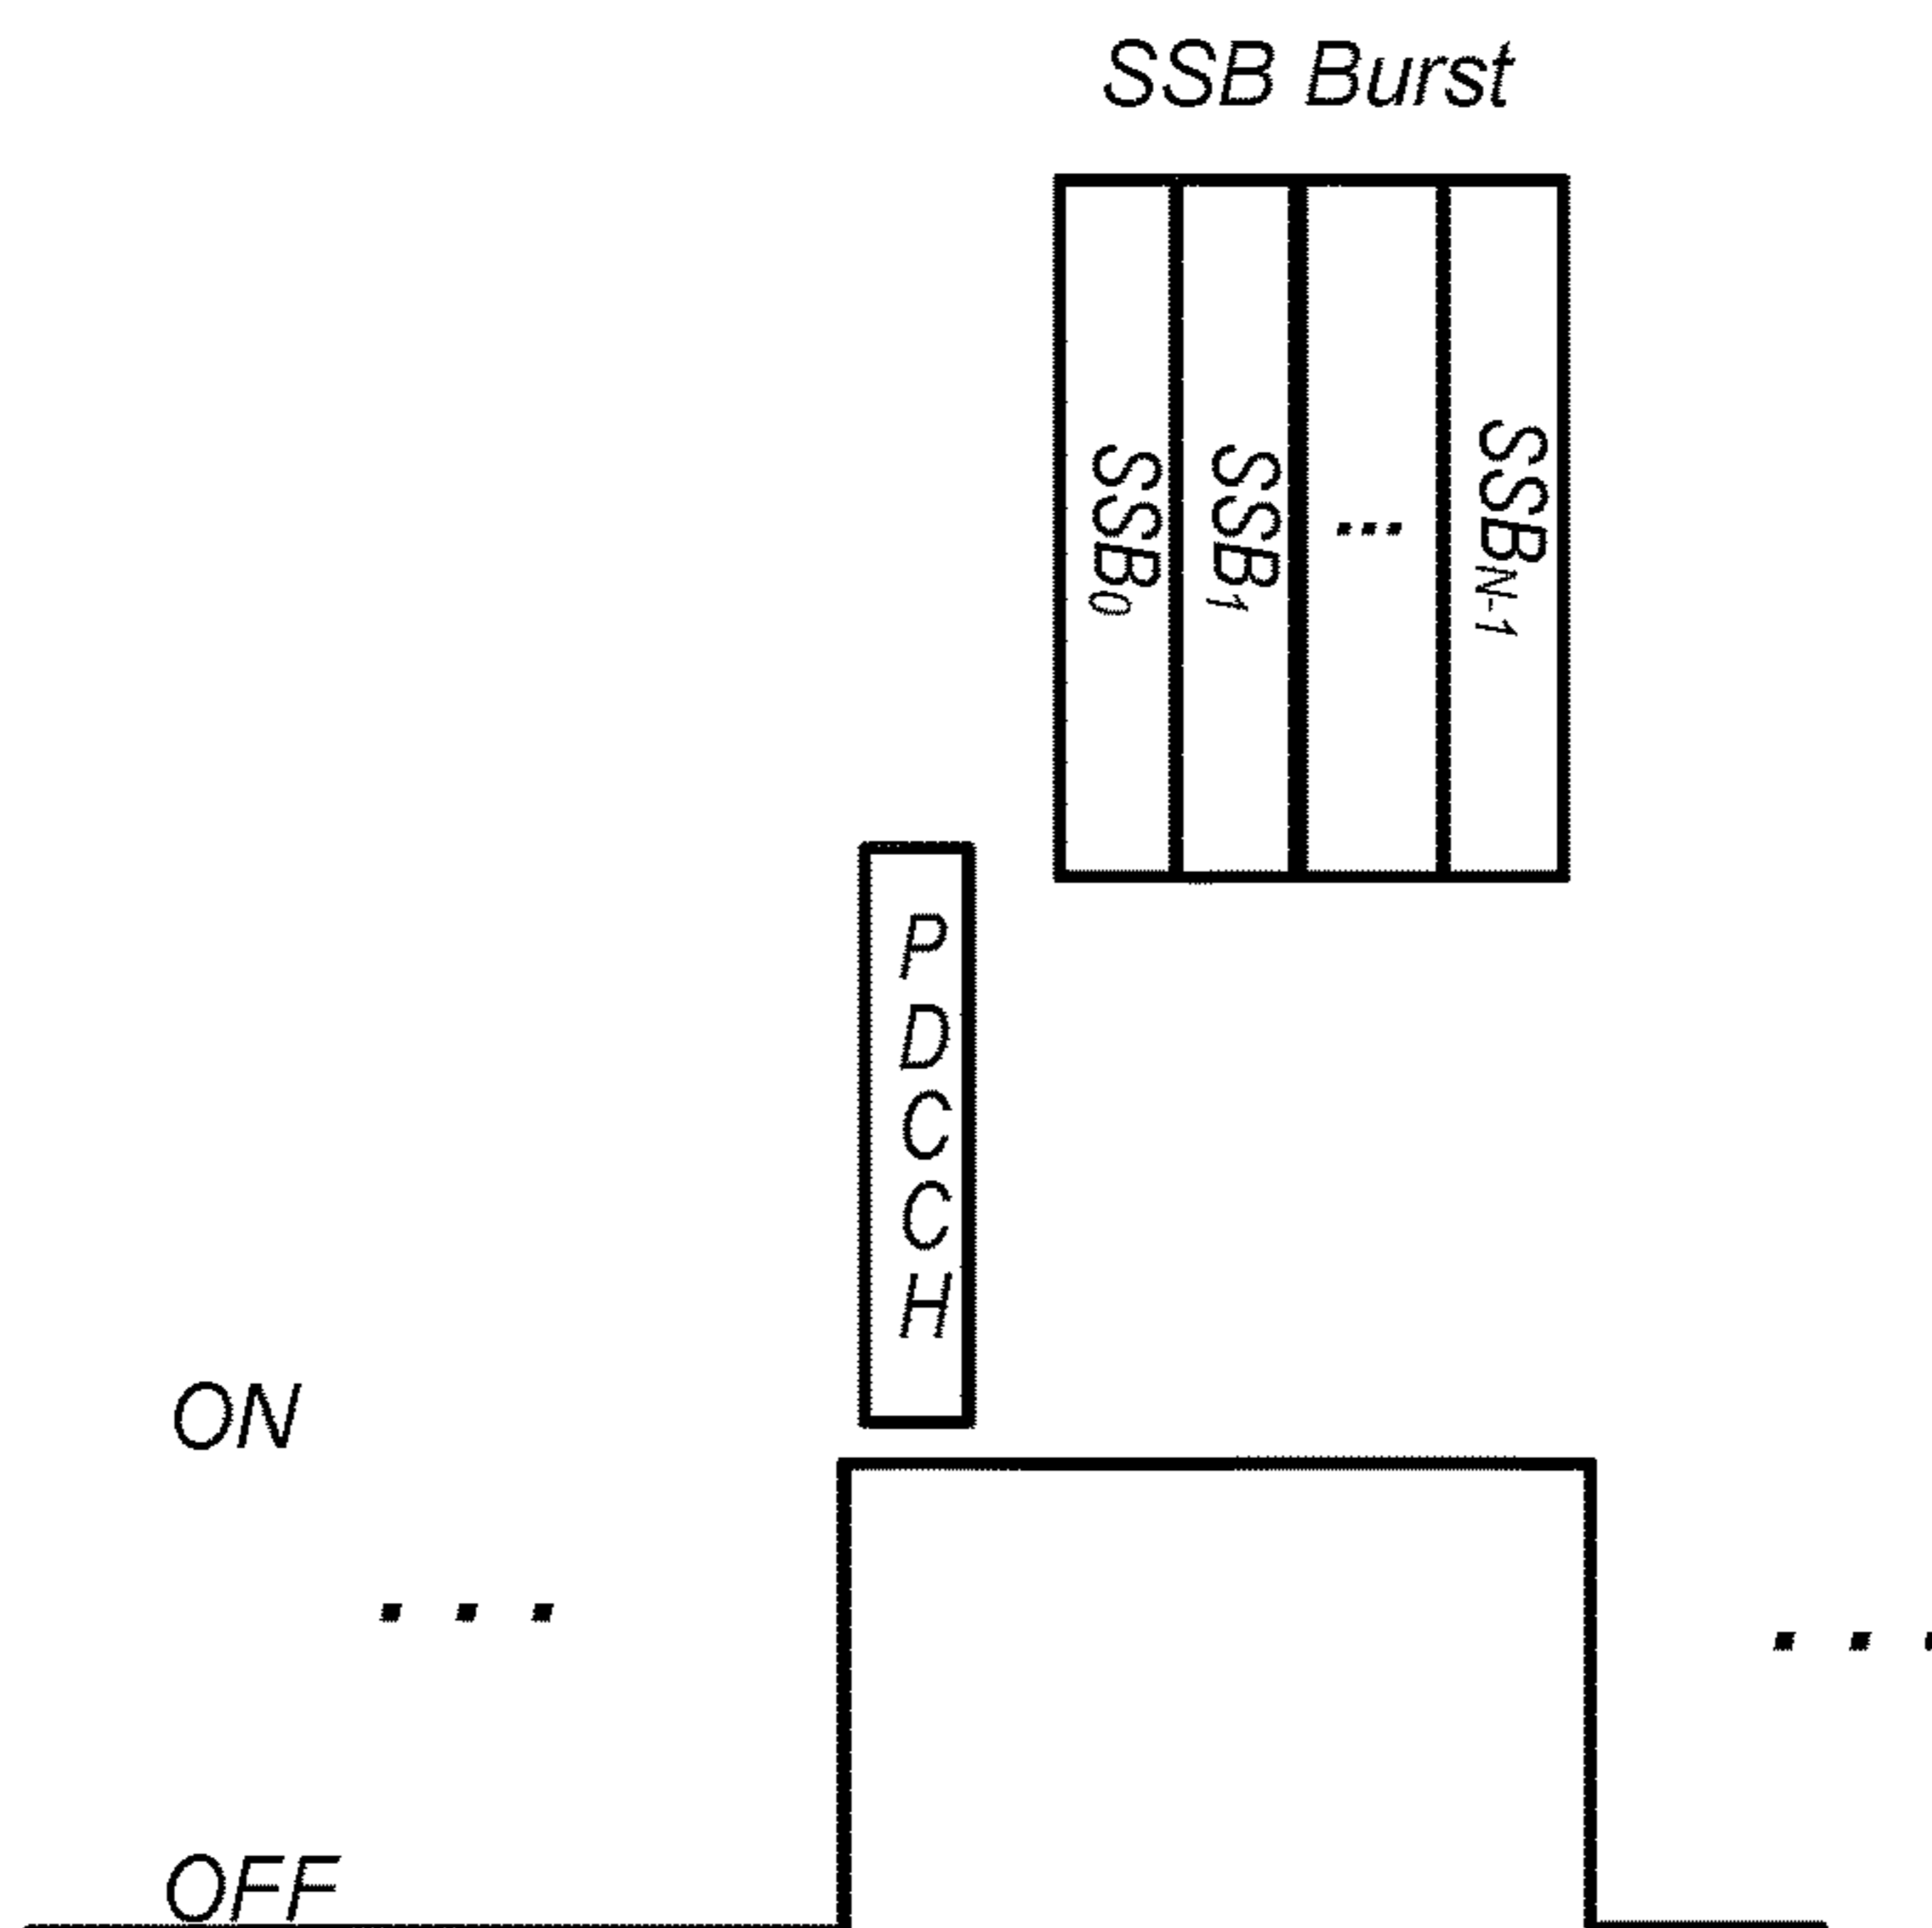 SSB Burst
SSB0
SSB1
...
SSBN-1
PDCCH
ON
. . .
. . .
OFF